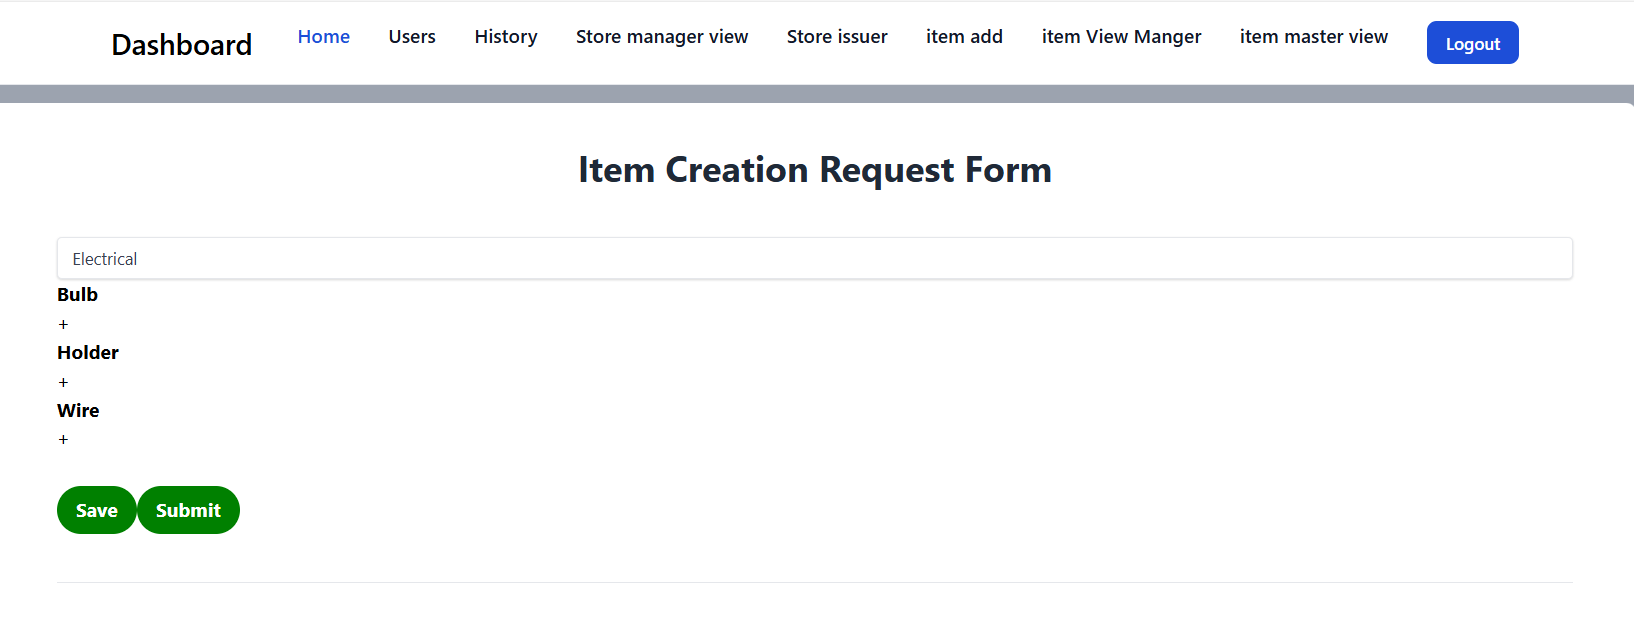 Dashboard Home Users History Store manager view Store issuer item add item View Manger item master view Logout
Item Creation Request Form
Electrical
Bulb
+
Holder
+
Wire
+
Save Submit